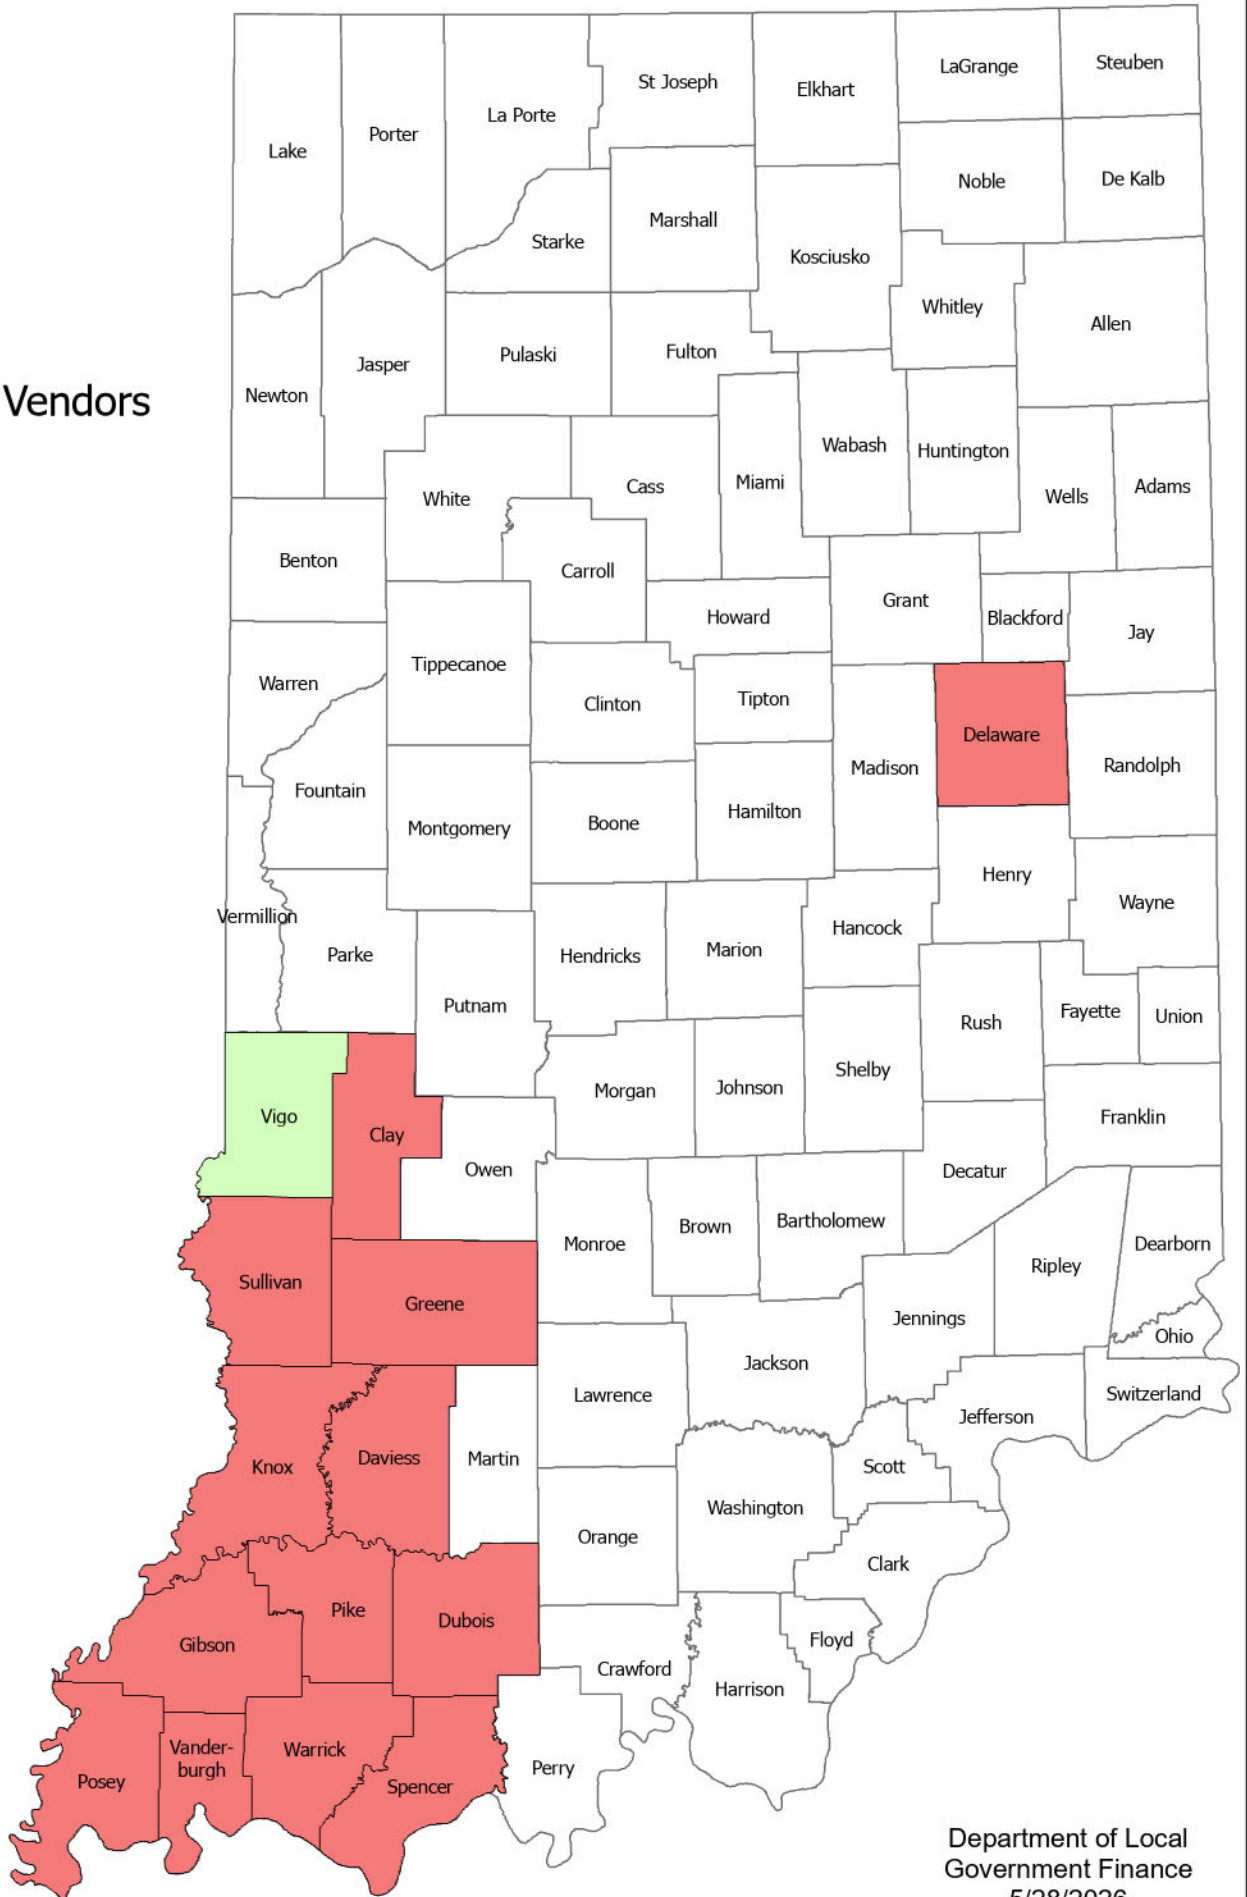 St Joseph
Elkhart
LaGrange
Steuben
La Porte
Porter
Lake
Noble
De Kalb
Marshall
Starke
Kosciusko
Whitley
Allen
Pulaski
Fulton
Jasper
Newton
Vendors
Wabash
Huntington
Miami
Cass
White
Wells
Adams
Benton
Carroll
Grant
Howard
Blackford
Jay
Tippecanoe
Warren
Clinton
Tipton
Delaware
Madison
Randolph
Fountain
Montgomery
Boone
Hamilton
Henry
Wayne
Vermillion
Parke
Hendricks
Marion
Hancock
Putnam
Rush
Fayette
Union
Shelby
Morgan
Johnson
Vigo
Clay
Franklin
Owen
Decatur
Monroe
Brown
Bartholomew
Dearborn
Ripley
Sullivan
Greene
Jennings
Ohio
Jackson
Lawrence
Switzerland
Jefferson
Knox
Daviess
Martin
Scott
Washington
Orange
Clark
Pike
Dubois
Gibson
Floyd
Crawford
Harrison
Vander-
burgh
Warrick
Perry
Posey
Spencer
Department of Local
Government Finance
5/28/2026